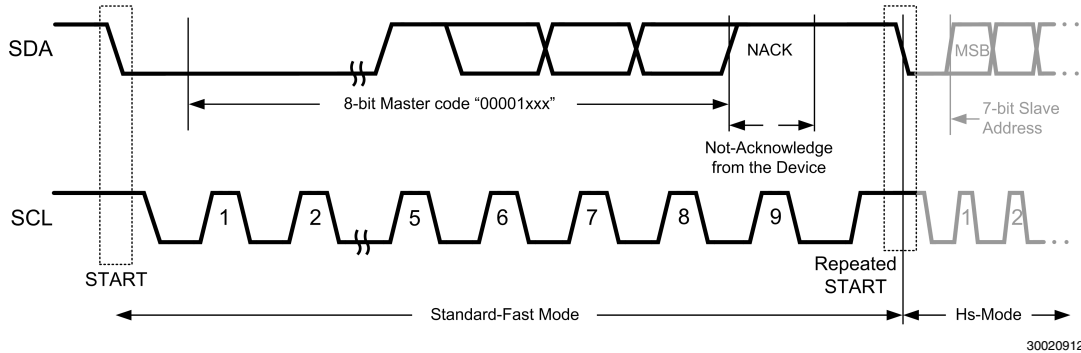 SDA
NACK
MSB
8-bit Master code “00001xxx”
7-bit Slave
Address
Not-Acknowledge
from the Device
SCL
1
2
5
6
7
8
9
1
2
START
Repeated
START
Standard-Fast Mode
Hs-Mode
30020912